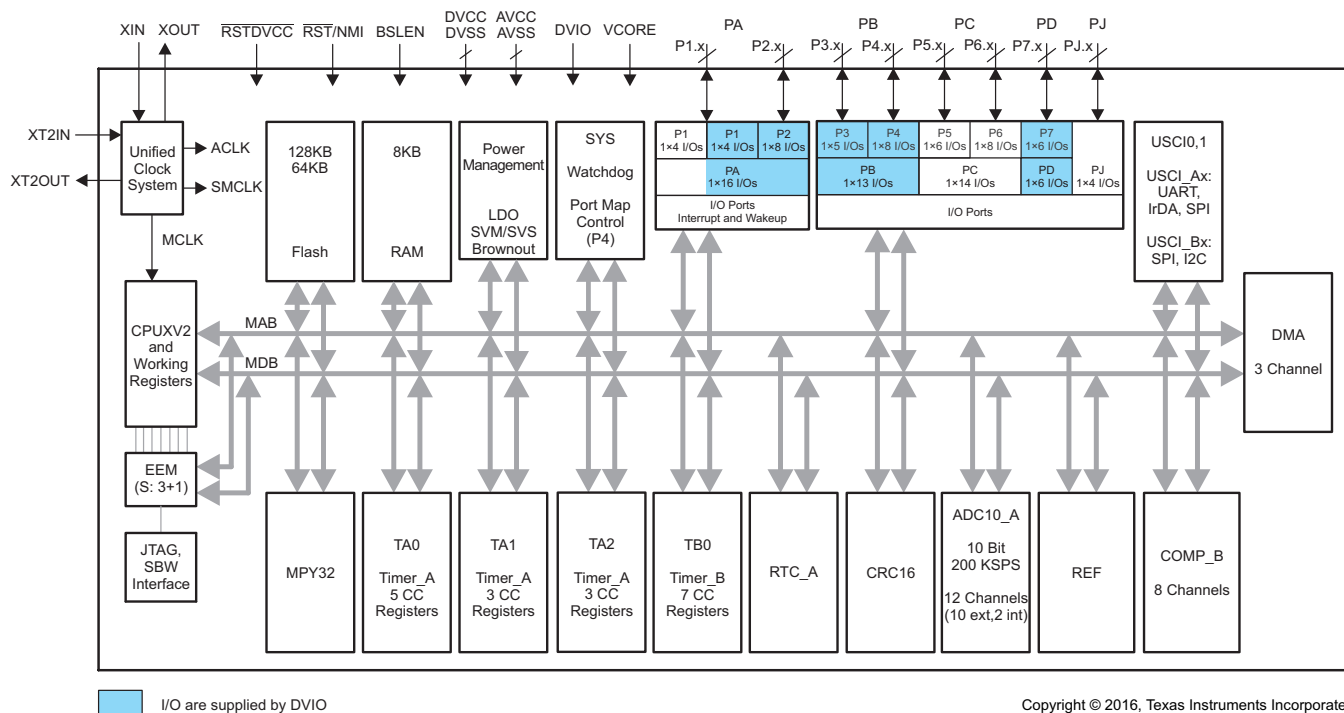 XIN
XOUT
RSTDVCC
RST/NMI
BSLEN
DVCC
DVSS
AVCC
AVSS
DVIO
VCORE
PA
P1.x
P2.x
PB
P3.x
P4.x
PC
P5.x
P6.x
PD
P7.x
PJ
PJ.x
XT2IN
XT2OUT
Unified
Clock
System
ACLK
SMCLK
MCLK
128KB
64KB
Flash
8KB
RAM
Power
Management
LDO
SVM/SVS
Brownout
SYS
Watchdog
Port Map
Control
(P4)
P1
1×4 I/Os
P1
1×4 I/Os
P2
1×8 I/Os
PA
1×16 I/Os
I/O Ports
Interrupt and Wakeup
P3
1×5 I/Os
P4
1×8 I/Os
P5
1×6 I/Os
P6
1×8 I/Os
P7
1×6 I/Os
PB
1×13 I/Os
PC
1×14 I/Os
PD
1×6 I/Os
PJ
1×4 I/Os
I/O Ports
USCI0,1
USCI_Ax:
UART,
IrDA, SPI
USCI_Bx:
SPI, I2C
CPUXV2
and
Working
Registers
MAB
MDB
DMA
3 Channel
EEM
(S: 3+1)
JTAG,
SBW
Interface
MPY32
TA0
Timer_A
5 CC
Registers
TA1
Timer_A
3 CC
Registers
TA2
Timer_A
3 CC
Registers
TB0
Timer_B
7 CC
Registers
RTC_A
CRC16
ADC10_A
10 Bit
200 KSPS
12 Channels
(10 ext,2 int)
REF
COMP_B
8 Channels
I/O are supplied by DVIO
Copyright © 2016, Texas Instruments Incorporate